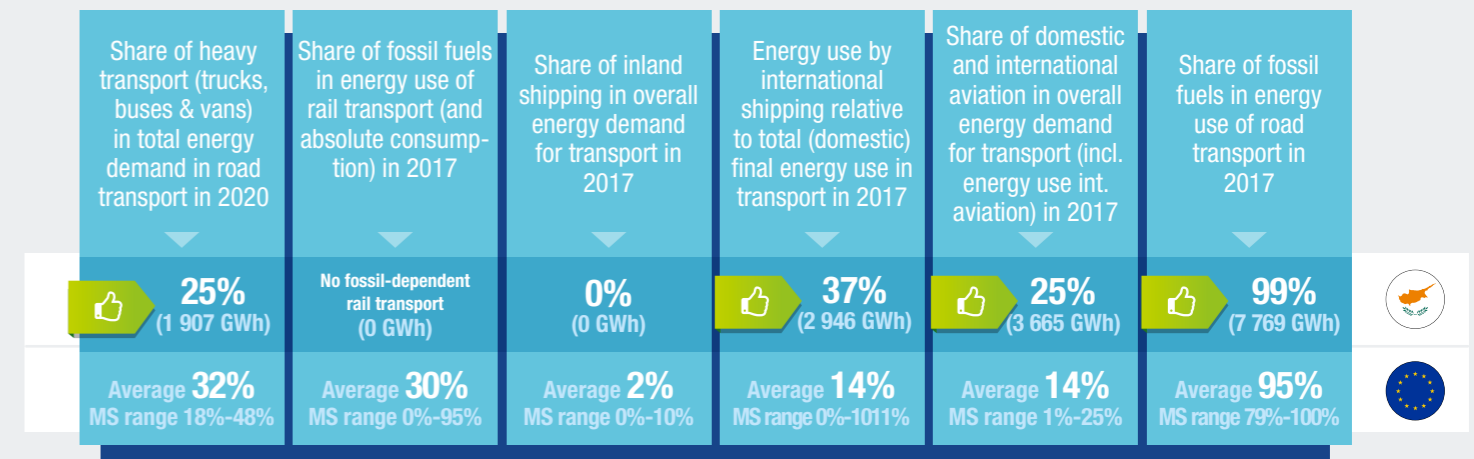 Share of heavy
transport (trucks,
buses & vans)
in total energy
demand in road
transport in 2020
Share of fossil fuels
in energy use of
rail transport (and
absolute consump-
tion) in 2017
Share of inland
shipping in overall
energy demand
for transport in
2017
Energy use by
international
shipping relative
to total (domestic)
final energy use in
transport in 2017
Share of domestic
and international
aviation in overall
energy demand
for transport (incl.
energy use int.
aviation) in 2017
Share of fossil
fuels in energy
use of road
transport in
2017
25%
(1 907 GWh)
No fossil-dependent
rail transport
(0 GWh)
0%
(0 GWh)
37%
(2 946 GWh)
25%
(3 665 GWh)
99%
(7 769 GWh)
Average 32%
MS range 18%-48%
Average 30%
MS range 0%-95%
Average 2%
MS range 0%-10%
Average 14%
MS range 0%-1011%
Average 14%
MS range 1%-25%
Average 95%
MS range 79%-100%